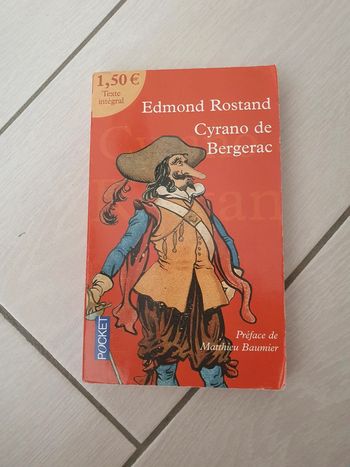 1,50 €
Texte
intégral
Edmond Rostand
Cyrano de
Bergerac
Préface de
Matthieu Baumier
POCKET